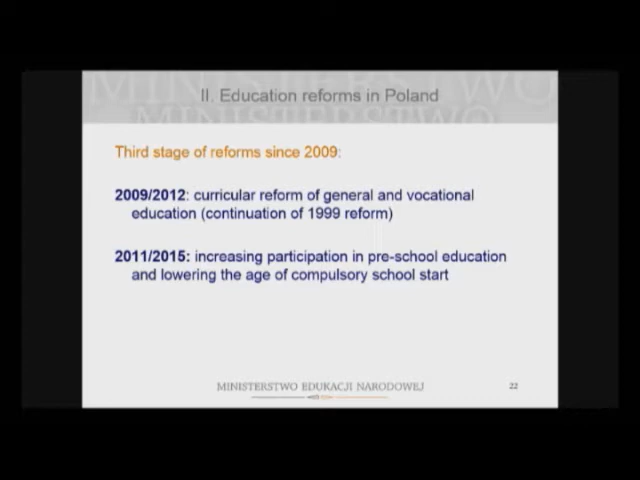 MINISTERSTWO
MINISTERSTWO
II. Education reforms in Poland
Third stage of reforms since 2009:
2009/2012: curricular reform of general and vocational
education (continuation of 1999 reform)
2011/2015: increasing participation in pre-school education
and lowering the age of compulsory school start
MINISTERSTWO EDUKACJI NARODOWEJ
22